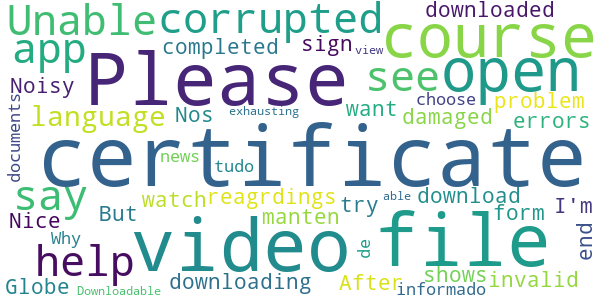 Unable corrupted downloaded
app completed sign view course
Please see open
Noisy language Nos want choose problem
documents exhausting damaged errors
certificate
news tudo
say watch reagrdings able download
Nice But manten try form I'm
Why help video de file end
After shows invalid
Globe Downloadable downloading informado